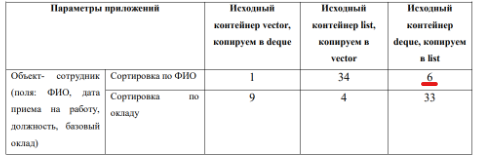 Параметры приложений
Исходный контейнер vector, копируем в deque
Исходный контейнер list, копируем в vector
Исходный контейнер deque, копируем в list
Объект- сотрудник (поля: ФИО, дата приема на работу, должность, базовый оклад)
Сортировка по ФИО
1
34
6
Сортировка по окладу
9
4
33